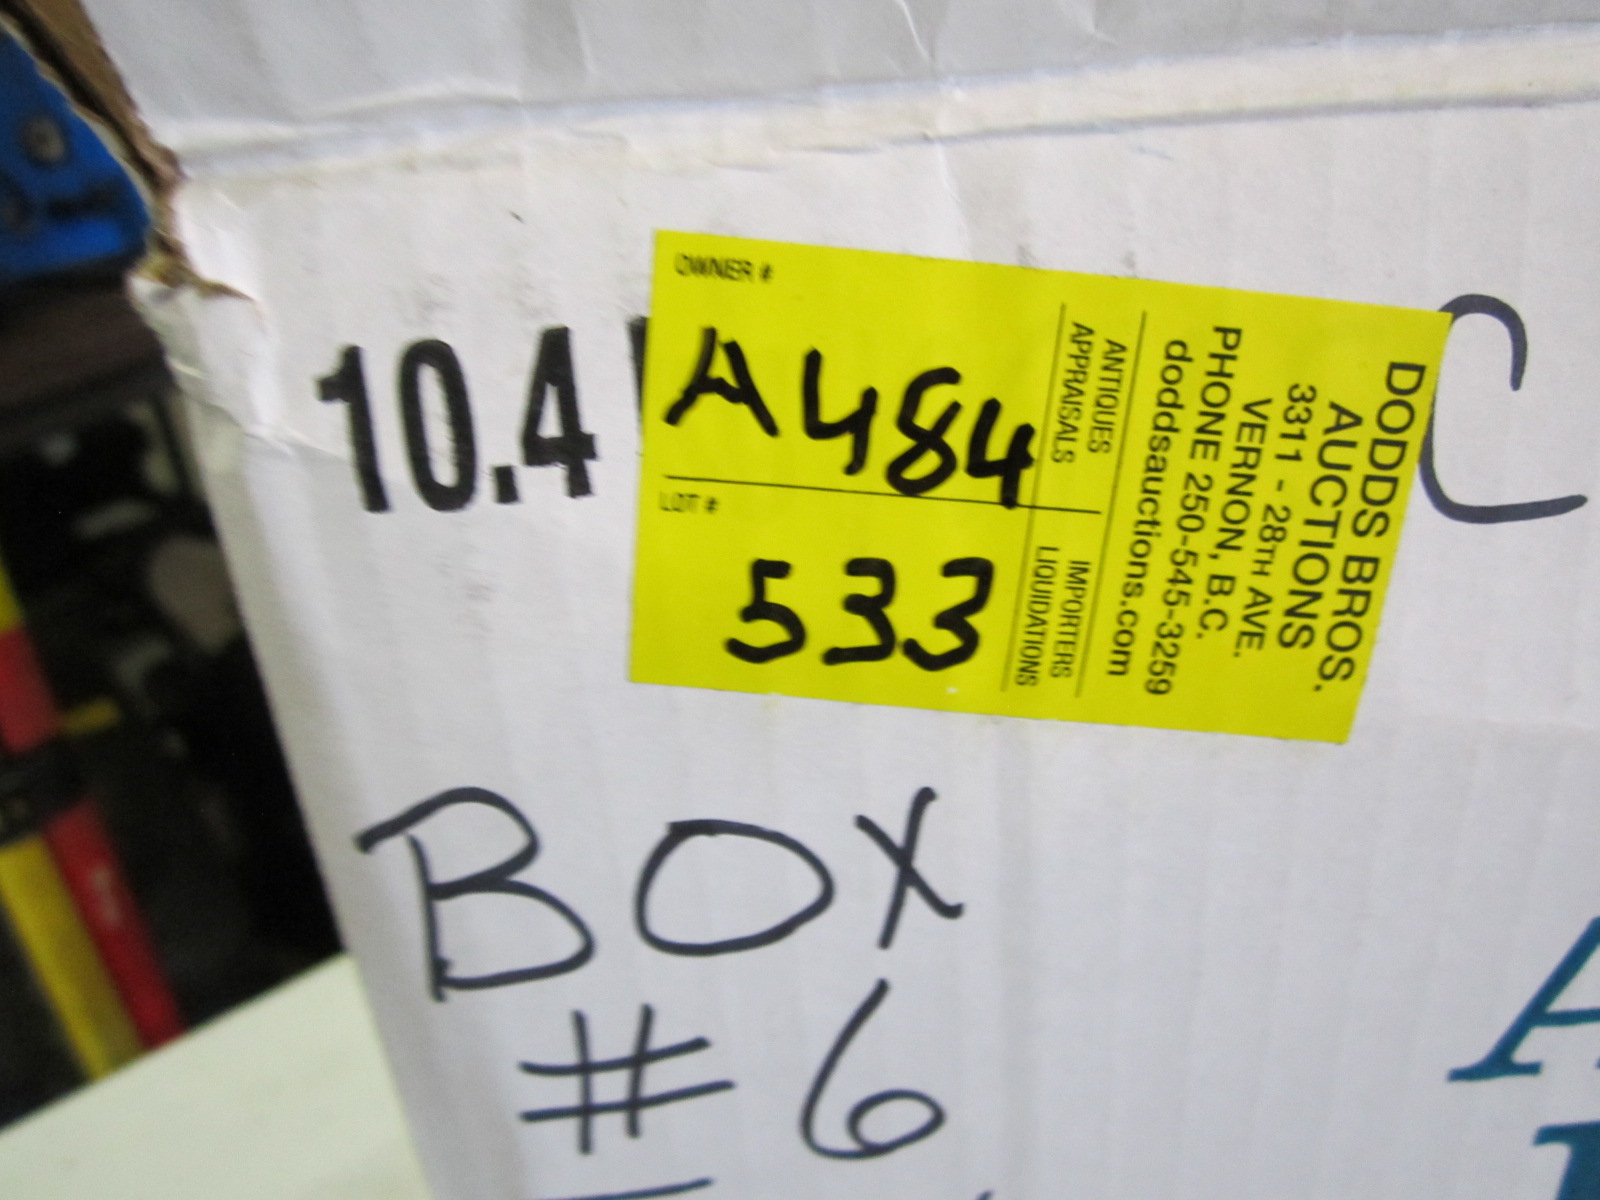 10.4
OWNER #
A484
LOT #
533
ANTIQUES
APPRAISALS
IMPORTERS
LIQUIDATIONS
DODDS BROS.
AUCTIONS
3311 - 28TH AVE.
VERNON, B.C.
PHONE 250-545-3259
doddsauctions.com
C
BOX
#6
A